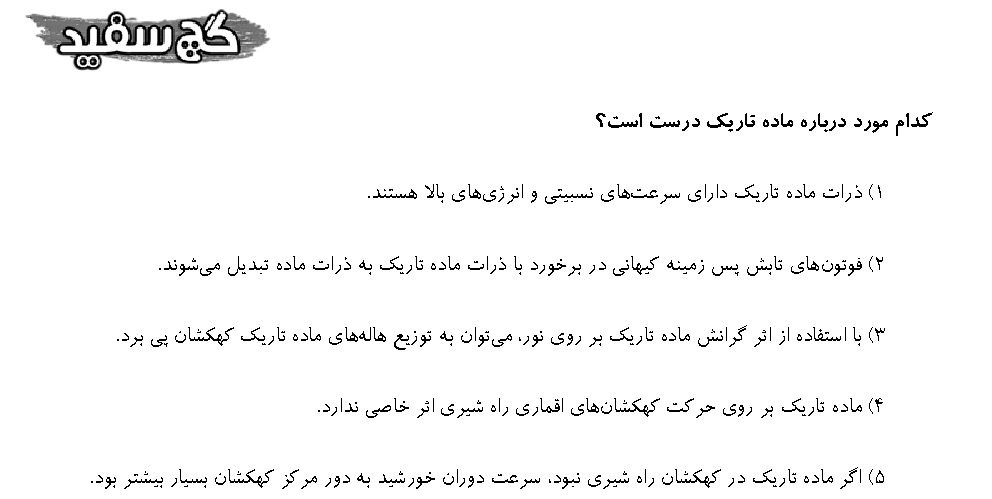 گچ سفید
کدام مورد درباره ماده تاریک درست است؟
۱) ذرات ماده تاریک دارای سرعت‌های نسبیتی و انرژی‌های بالا هستند.
۲) فوتون‌های تابش پس زمینه کیهانی در برخورد با ذرات ماده تاریک به ذرات ماده تبدیل می‌شوند.
۳) با استفاده از اثر گرانش ماده تاریک بر روی نور، می‌توان به توزیع هاله‌های ماده تاریک کهکشان پی برد.
۴) ماده تاریک بر روی حرکت کهکشان‌های اقماری راه شیری اثر خاصی ندارد.
۵) اگر ماده تاریک در کهکشان راه شیری نبود، سرعت دوران خورشید به دور مرکز کهکشان بسیار بیشتر بود.